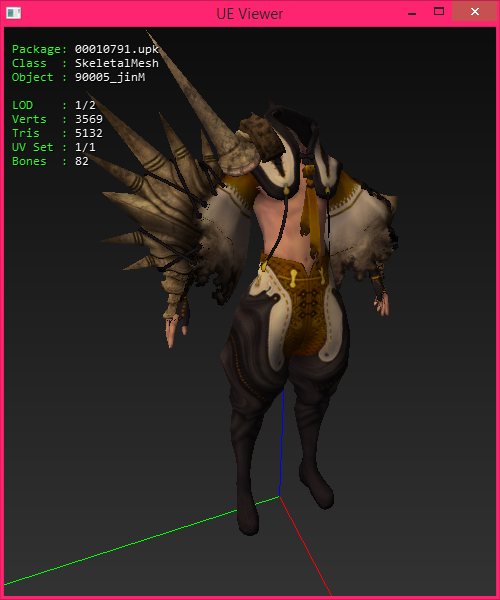 UE Viewer
Package: 00010791.upk
Class : SkeletalMesh
Object : 90005_jinM
LOD : 1/2
Verts : 3569
Tris : 5132
UV Set : 1/1
Bones : 82